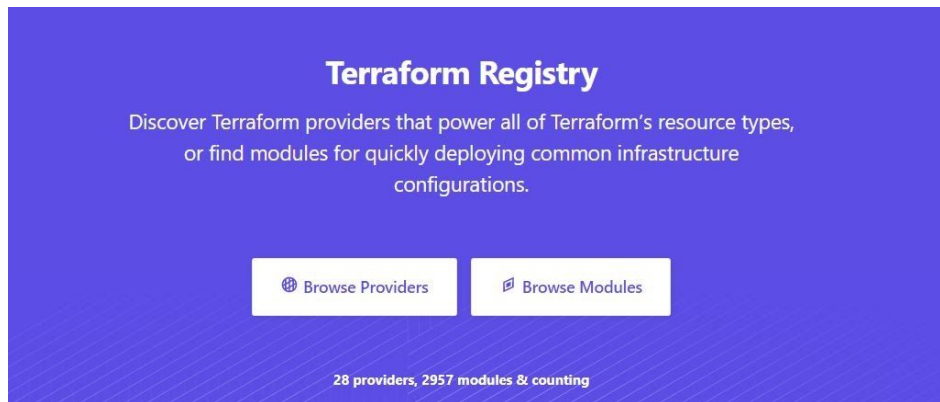 Terraform Registry
Discover Terraform providers that power all of Terraform's resource types,
or find modules for quickly deploying common infrastructure
configurations.
Browse Providers
Browse Modules
28 providers, 2957 modules & counting